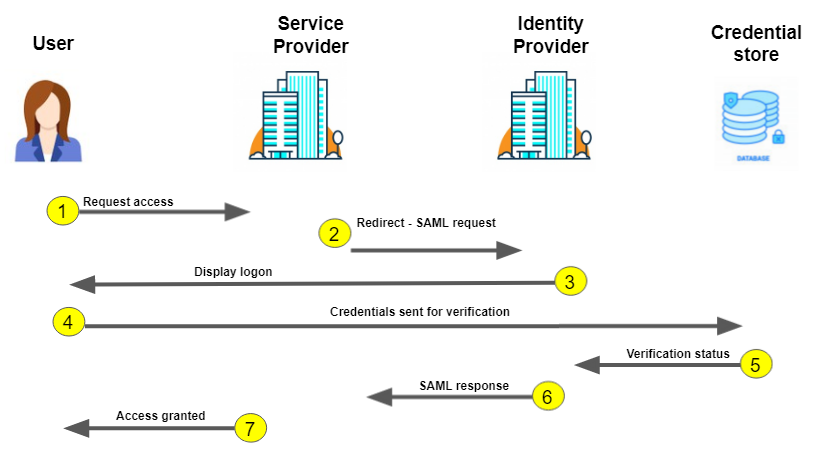 User
Service
Provider
Identity
Provider
Credential
store
DATABASE
1
Request access
2
Redirect - SAML request
Display logon
3
4
Credentials sent for verification
Verification status
5
SAML response
6
Access granted
7